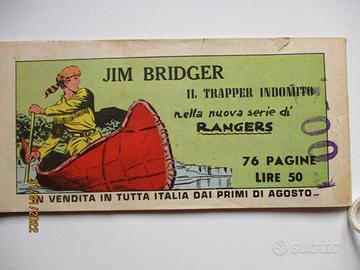 JIM BRIDGER
IL TRAPPER INDOMITO
nella nuova serie di
RANGERS
76 PAGINE
LIRE 50
IN VENDITA IN TUTTA ITALIA DAI PRIMI DI AGOSTO
subito